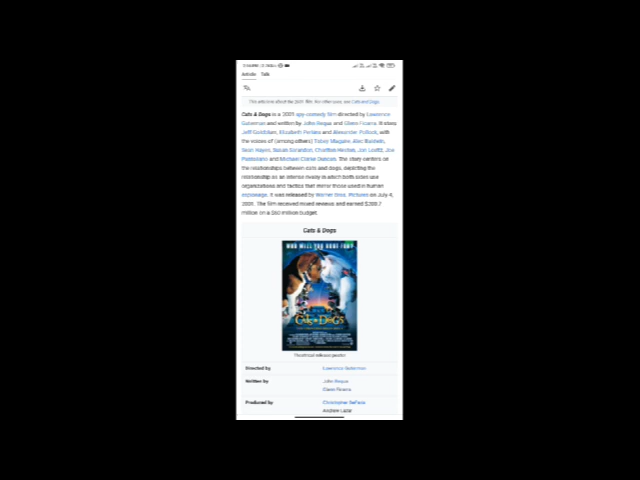 Article Talk
This article is about the 2001 film. For other uses, see Cats and Dogs.
Cats & Dogs is a 2001 spy-comedy film directed by Lawrence
Guterman and written by John Requa and Glenn Ficarra. It stars
Jeff Goldblum, Elizabeth Perkins and Alexander Pollock, with
the voices of (among others) Tobey Maguire, Alec Baldwin,
Sean Hayes, Susan Sarandon, Charlton Heston, Jon Lovitz, Joe
Pantoliano and Michael Clarke Duncan. The story centers on
the relationships between cats and dogs, depicting the
relationship as an intense rivalry in which both sides use
organizations and tactics that mirror those used in human
espionage. It was released by Warner Bros. Pictures on July 4,
2001. The film received mixed reviews and earned $200.7
million on a $60 million budget.
Cats & Dogs
WHO WILL YOU ROOT FOR?
CATS & DOGS
Theatrical release poster
Directed by Lawrence Guterman
Written by John Requa
Glenn Ficarra
Produced by Christopher DeFaria
Andrew Lazar